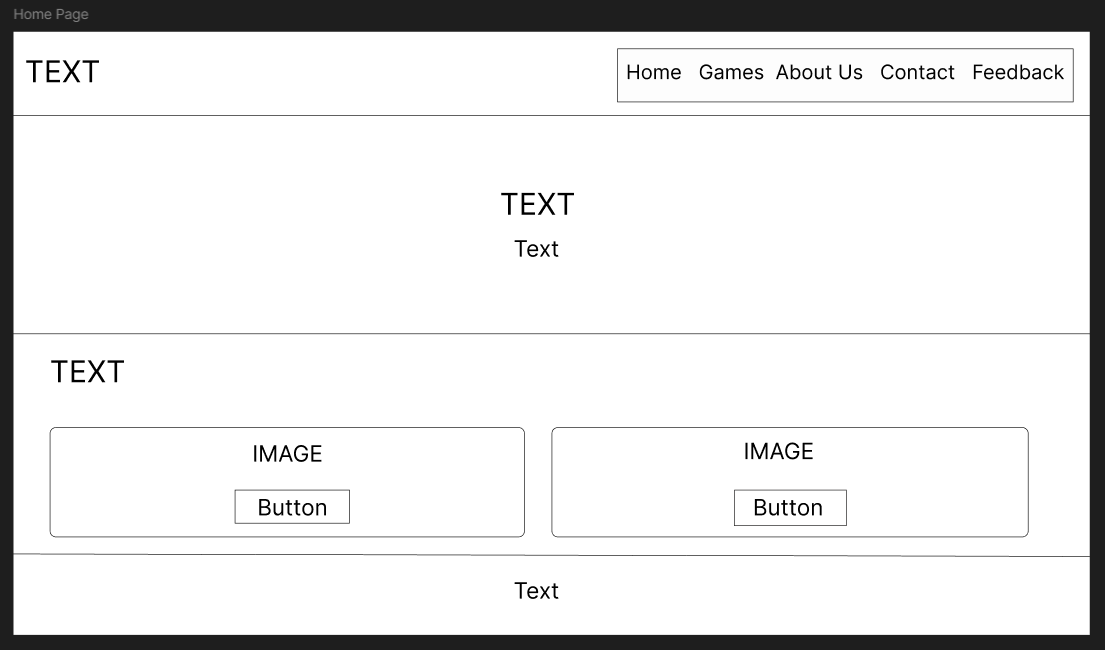 Home Page
TEXT
Home Games About Us Contact Feedback
TEXT
Text
TEXT
IMAGE
Button
IMAGE
Button
Text